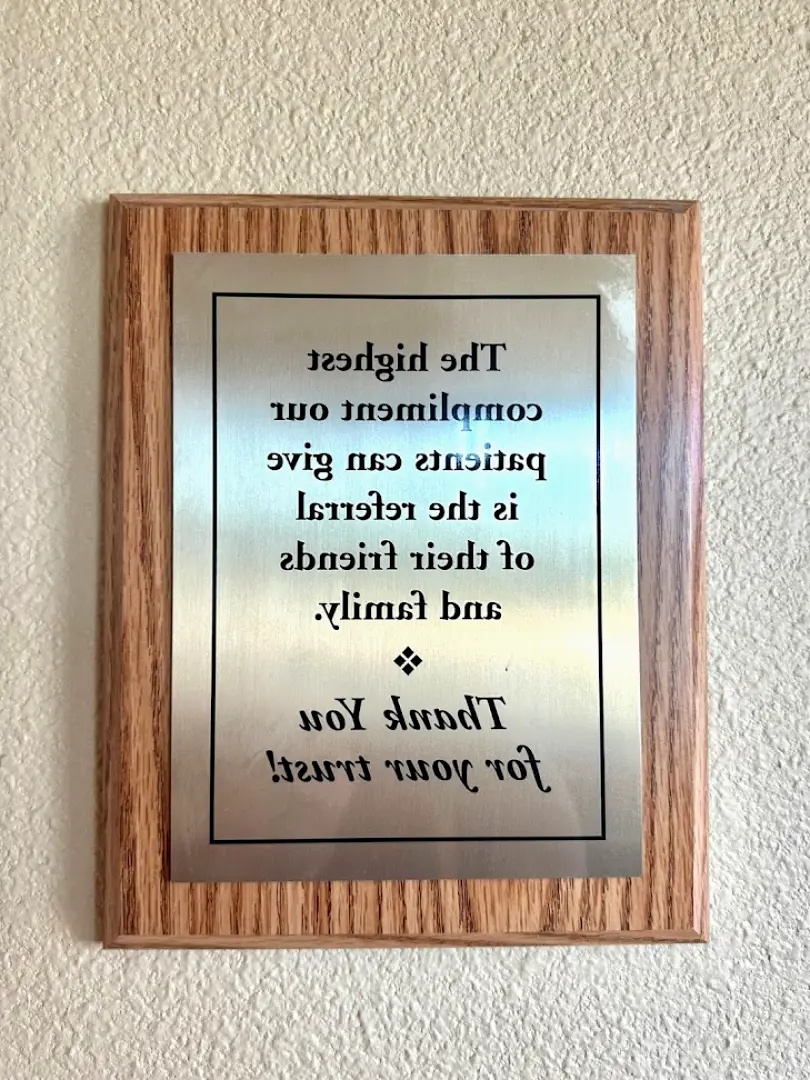 The highest
compliment our
patients can give
is the referral
of their friends
and family.
Thank You
for your trust!